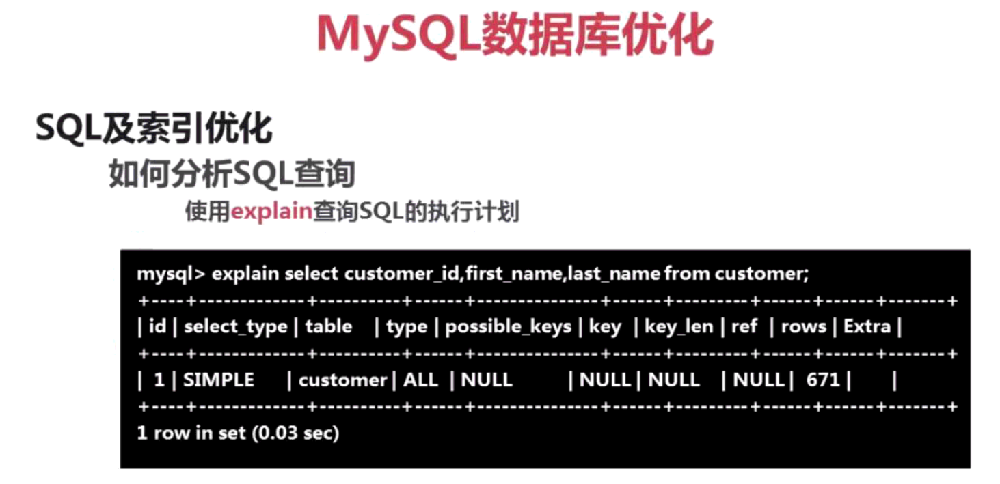 MySQL数据库优化
SQL及索引优化
如何分析SQL查询
使用explain查询SQL的执行计划
mysql> explain select customer_id,first_name,last_name from customer;
+----+-------------+----------+------+---------------+------+---------+------+------+-------+
| id | select_type | table    | type | possible_keys | key  | key_len | ref  | rows | Extra |
+----+-------------+----------+------+---------------+------+---------+------+------+-------+
|  1 | SIMPLE      | customer | ALL  | NULL          | NULL | NULL    | NULL |  671 |       |
+----+-------------+----------+------+---------------+------+---------+------+------+-------+
1 row in set (0.03 sec)